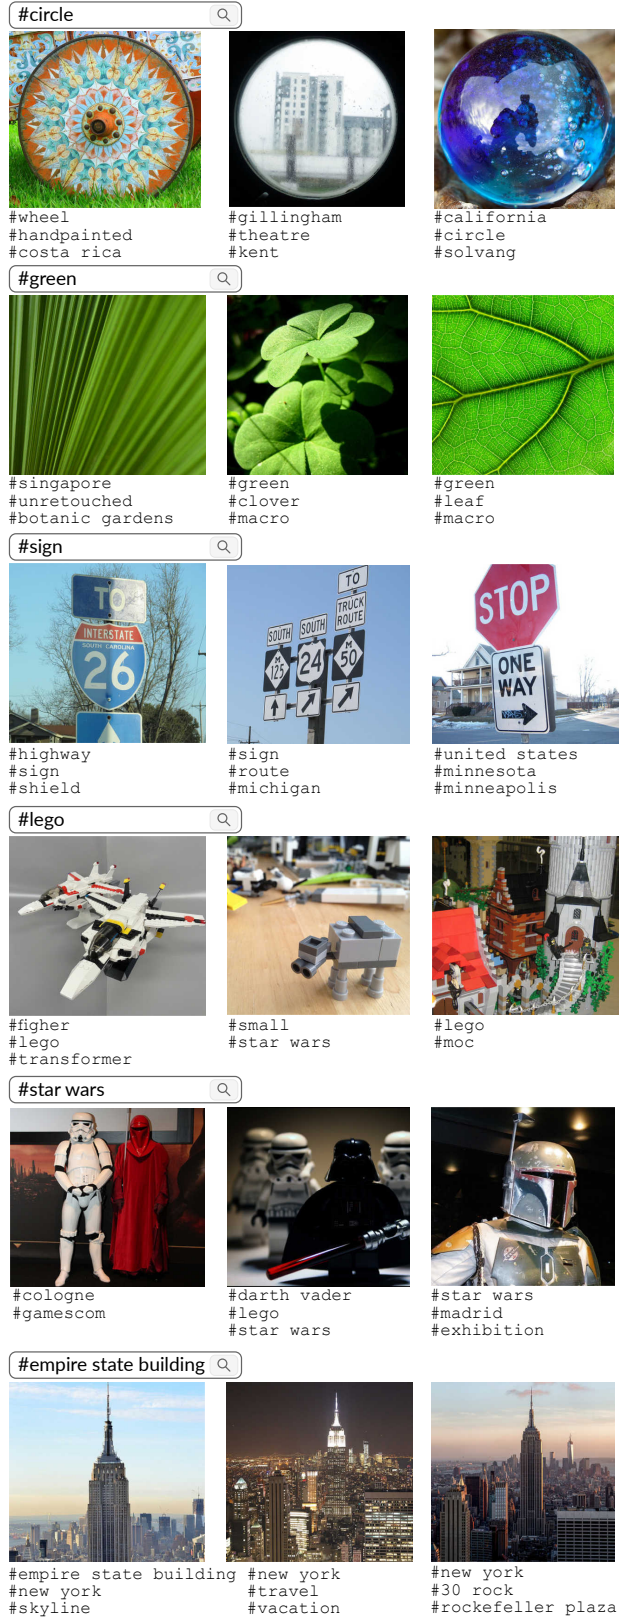 #circle
#wheel
#handpainted
#costa rica
#gillingham
#theatre
#kent
#california
#circle
#solvang
#green
#singapore
#unretouched
#botanic gardens
#green
#clover
#macro
#green
#leaf
#macro
#sign
TO
INTERSTATE
SOUTH CAROLINA
26
TO
TRUCK
ROUTE
SOUTH
SOUTH
M
125
24
M
50
STOP
ONE
WAY
#highway
#sign
#shield
#sign
#route
#michigan
#united states
#minnesota
#minneapolis
#lego
#figher
#lego
#transformer
#small
#star wars
#lego
#moc
#star wars
#cologne
#gamescom
#darth vader
#lego
#star wars
#star wars
#madrid
#exhibition
#empire state building
#empire state building
#new york
#skyline
#new york
#travel
#vacation
#new york
#30 rock
#rockefeller plaza